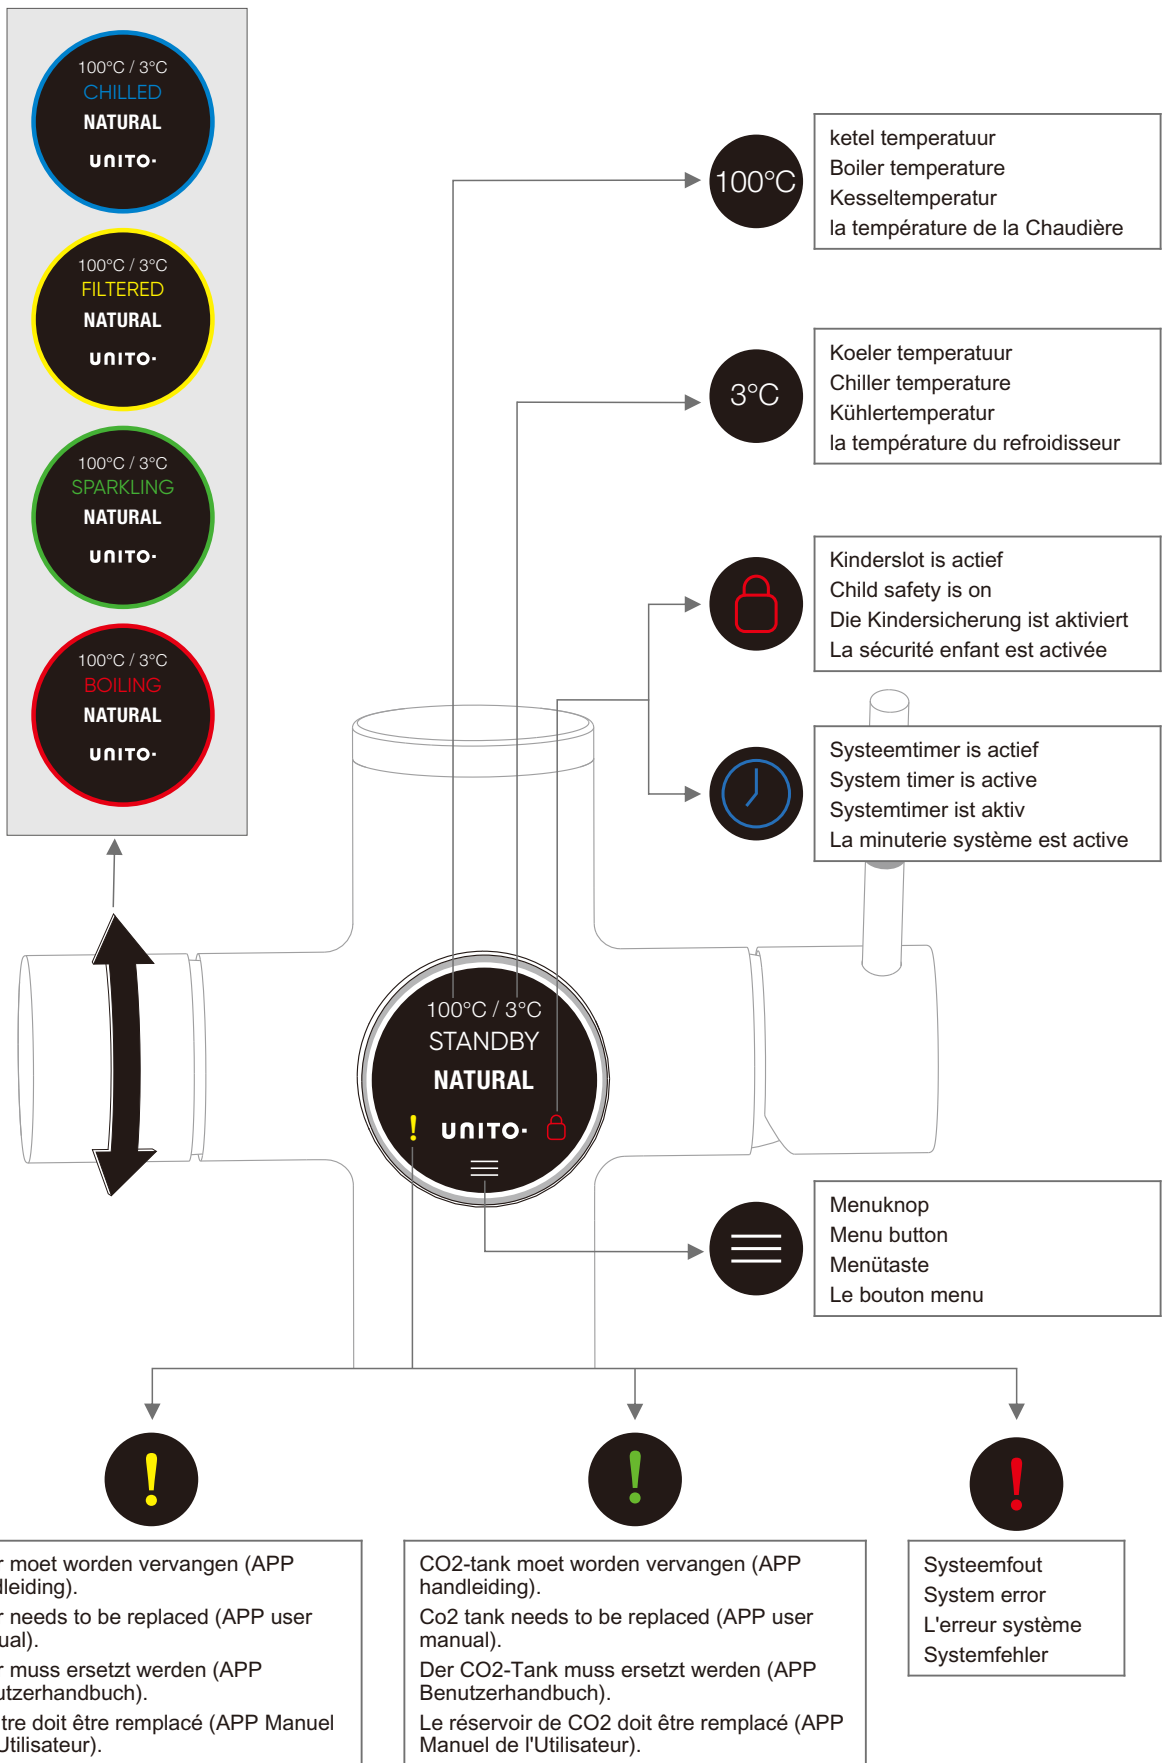 100°C / 3°C
CHILLED
NATURAL
UNITO
100°C / 3°C
FILTERED
NATURAL
UNITO
100°C / 3°C
SPARKLING
NATURAL
UNITO
100°C / 3°C
BOILING
NATURAL
UNITO
100°C
ketel temperatuur
Boiler temperature
Kesseltemperatur
la température de la Chaudière
3°C
Koeler temperatuur
Chiller temperature
Kühlertemperatur
la température du refroidisseur
Kinderslot is actief
Child safety is on
Die Kindersicherung ist aktiviert
La sécurité enfant est activée
Systeemtimer is actief
System timer is active
Systemtimer ist aktiv
La minuterie système est active
100°C / 3°C
STANDBY
NATURAL
! UNITO
Menuknop
Menu button
Menütaste
Le bouton menu
! ! !
moet worden vervangen (APP
needs to be replaced (APP user
muss ersetzt werden (APP
doit être remplacé (APP Manuel
CO2-tank moet worden vervangen (APP
handleiding).
Co2 tank needs to be replaced (APP user
manual).
Der CO2-Tank muss ersetzt werden (APP
Benutzerhandbuch).
Le réservoir de CO2 doit être remplacé (APP
Manuel de l'Utilisateur).
Systeemfout
System error
L'erreur système
Systemfehler